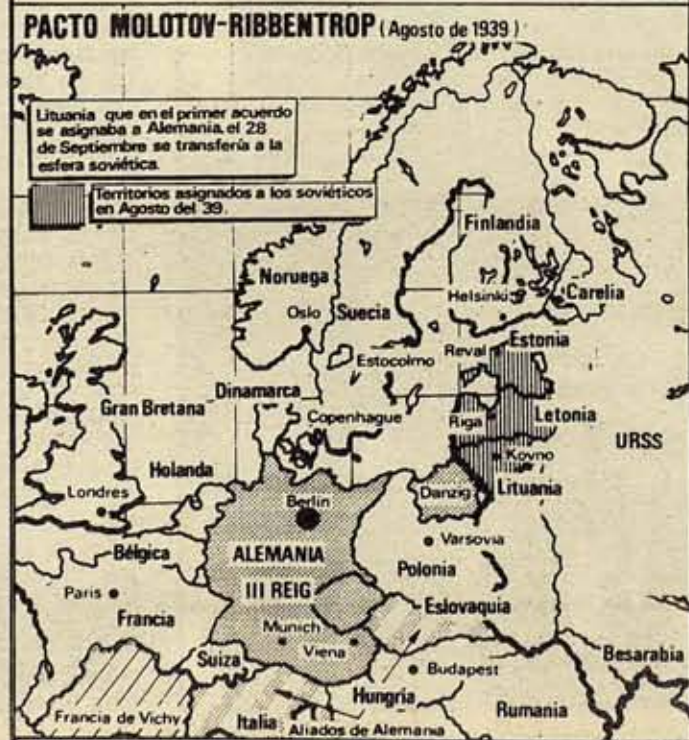 PACTO MOLOTOV-RIBBENTROP (Agosto de 1939)
Lituania que en el primer acuerdo
se asignaba a Alemania, el 28
de Septiembre se transfería a la
esfera soviética.
Territorios asignados a los soviéticos
en Agosto del 39.
Finlandia
Noruega
Helsinki
Carelia
Oslo
Suecia
Reval
Estonia
Estocolmo
Dinamarca
Gran Bretana
Copenhague
Riga
Letonia
URSS
Holanda
Kovno
Londres
Berlin
Danzig
Lituania
Bélgica
ALEMANIA
Varsovia
Polonia
III REIG
Paris
Eslovaquia
Francia
Munich
Suiza
Viena
Budapest
Besarabia
Hungria
Francia de Vichy
Italia
Aliados de Alemania
Rumania